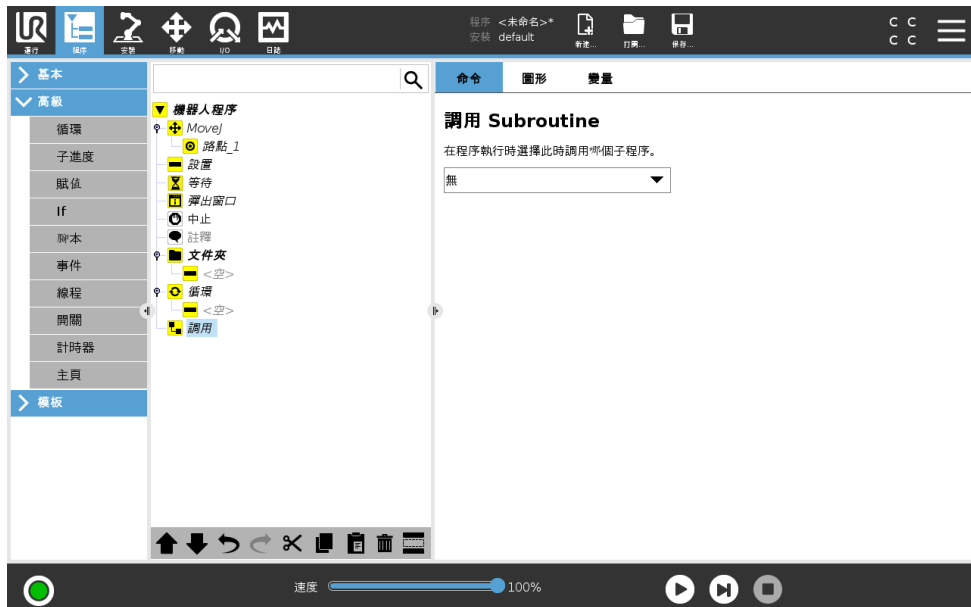 UR
運行
程序
安裝
移動
I/O
日誌
程序 <未命名>*
安裝 default
新建...
打開...
保存...
C C
C C
基本
高級
循環
子進度
賦值
If
腳本
事件
線程
開關
計時器
主頁
模板
機器人程序
MoveJ
路點_1
設置
等待
彈出窗口
中止
註釋
文件夾
<空>
循環
<空>
調用
命令 圖形 變量
調用 Subroutine
在程序執行時選擇此時調用哪個子程序。
無
速度 100%